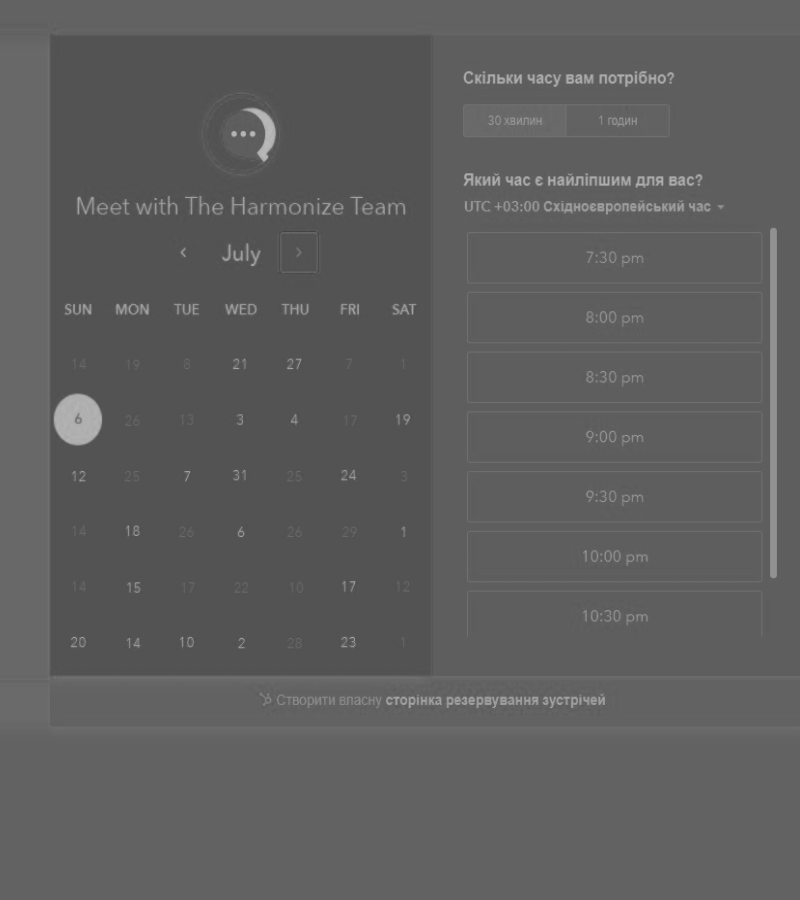 Meet with The Harmonize Team
July
SUN MON TUE WED THU FRI SAT
14 19 8 21 27 7 1
6 26 13 3 4 17 19
12 25 7 31 25 24 3
14 18 26 6 26 29 1
14 15 17 22 10 17 12
20 14 10 2 28 23 1
Скільки часу вам потрібно?
30 хвилин 1 годин
Який час є найліпшим для вас?
UTC +03:00 Східноєвропейський час
7:30 pm
8:00 pm
8:30 pm
9:00 pm
9:30 pm
10:00 pm
10:30 pm
Створити власну сторінка резервування зустрічей